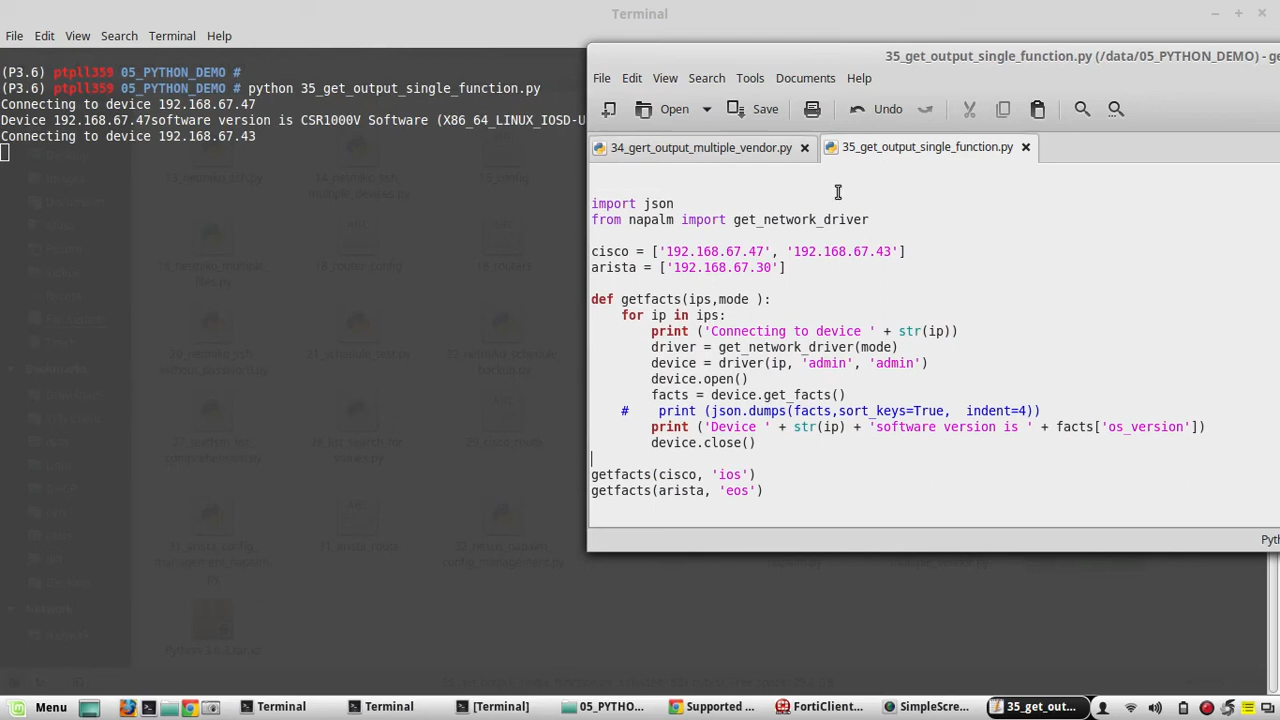 Terminal
File Edit View Search Terminal Help
(P3.6) ptpll359 05_PYTHON_DEMO #
(P3.6) ptpll359 05_PYTHON_DEMO # python 35_get_output_single_function.py
Connecting to device 192.168.67.47
Device 192.168.67.47software version is CSR1000V Software (X86_64_LINUX_IOSD-U
Connecting to device 192.168.67.43
35_get_output_single_function.py (/data/05_PYTHON_DEMO) - ge
File Edit View Search Tools Documents Help
Open Save Undo
34_gert_output_multiple_vendor.py 35_get_output_single_function.py
import json
from napalm import get_network_driver
cisco = ['192.168.67.47', '192.168.67.43']
arista = ['192.168.67.30']
def getfacts(ips,mode ):
for ip in ips:
print ('Connecting to device ' + str(ip))
driver = get_network_driver(mode)
device = driver(ip, 'admin', 'admin')
device.open()
facts = device.get_facts()
# print (json.dumps(facts,sort_keys=True, indent=4))
print ('Device ' + str(ip) + 'software version is ' + facts['os_version'])
device.close()
getfacts(cisco, 'ios')
getfacts(arista, 'eos')
Pyth
Menu Terminal Terminal [Terminal] 05_PYTHO... Supported ... FortiClient... SimpleScre... 35_get_out...